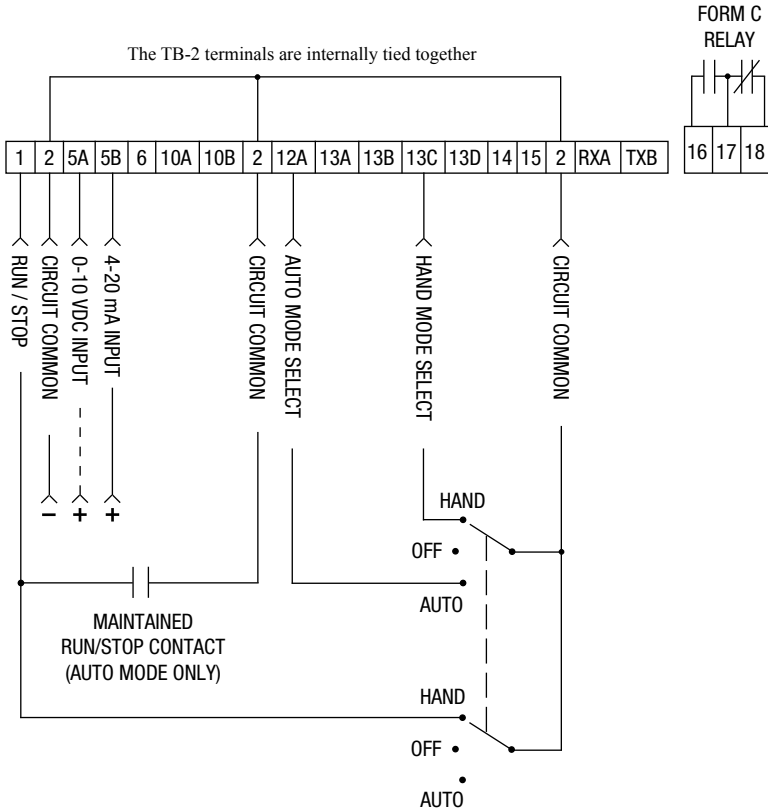 FORM C
RELAY
The TB-2 terminals are internally tied together
1 2 5A 5B 6 10A 10B 2 12A 13A 13B 13C 13D 14 15 2 RXA TXB
16 17 18
RUN / STOP
CIRCUIT COMMON
0-10 VDC INPUT
4-20 mA INPUT
CIRCUIT COMMON
AUTO MODE SELECT
HAND MODE SELECT
CIRCUIT COMMON
– + +
HAND
OFF
AUTO
MAINTAINED
RUN/STOP CONTACT
(AUTO MODE ONLY)
HAND
OFF
AUTO